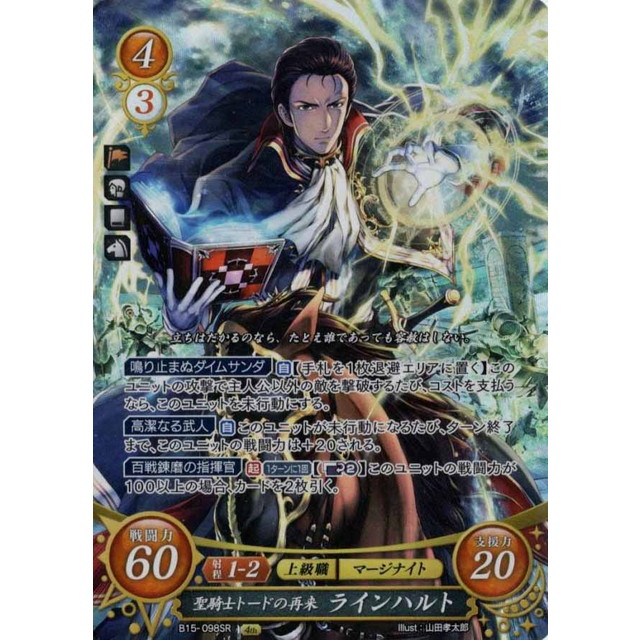 4
3
立ちはだかるのなら、たとえ誰であっても容赦はしない。
鳴り止まぬダイムサンダ 自【手札を1枚退避エリアに置く】この
ユニットの攻撃で主人公以外の敵を撃破するたび、コストを支払う
なら、このユニットを未行動にする。
高潔なる武人 自 このユニットが未行動になるたび、ターン終了
まで、このユニットの戦闘力は+20される。
百戦錬磨の指揮官 起 1ターンに1回【2】このユニットの戦闘力が
100以上の場合、カードを2枚引く。
戦闘力
60
射程 1-2
上級職
マージナイト
支援力
20
聖騎士トードの再来 ラインハルト
B15-098SR
4th
Illust:山田孝太郎